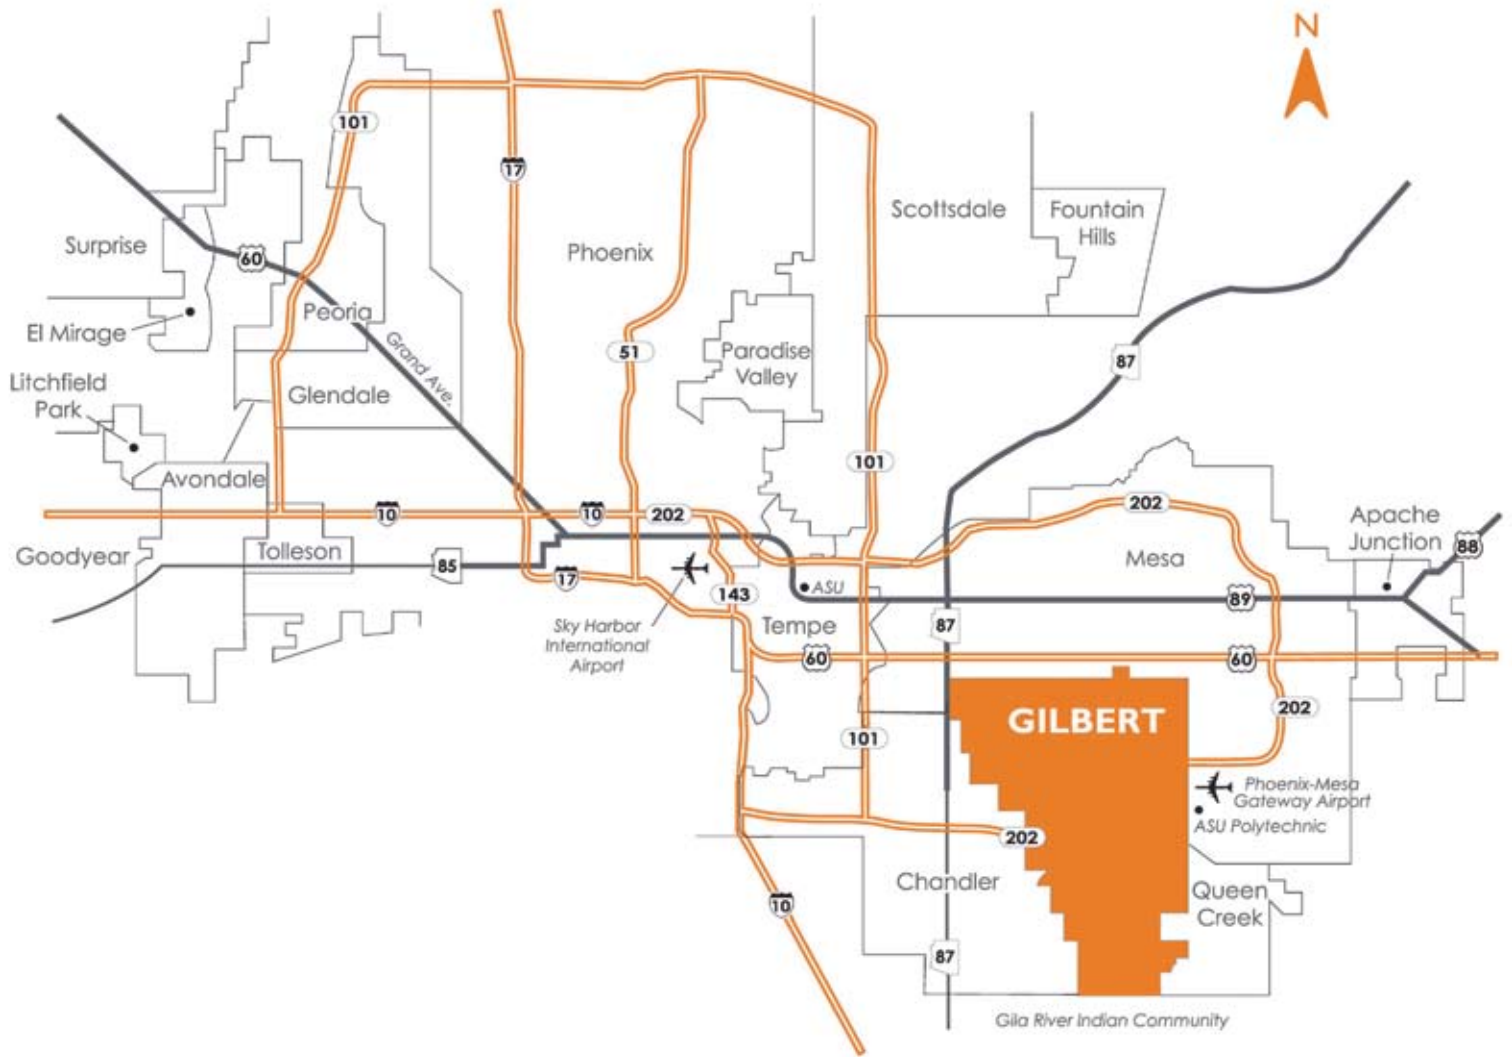 N
101
17
Scottsdale
Fountain
Hills
Surprise
60
Phoenix
Peoria
El Mirage
Grand Ave.
51
Paradise
Valley
87
Litchfield
Park
Glendale
101
Avondale
10
10
202
202
Apache
Junction
88
Goodyear
Tolleson
85
17
Mesa
ASU
143
89
Sky Harbor
International
Airport
Tempe
87
60
60
GILBERT
202
101
Phoenix-Mesa
Gateway Airport
ASU Polytechnic
202
Chandler
Queen
Creek
10
87
Gila River Indian Community